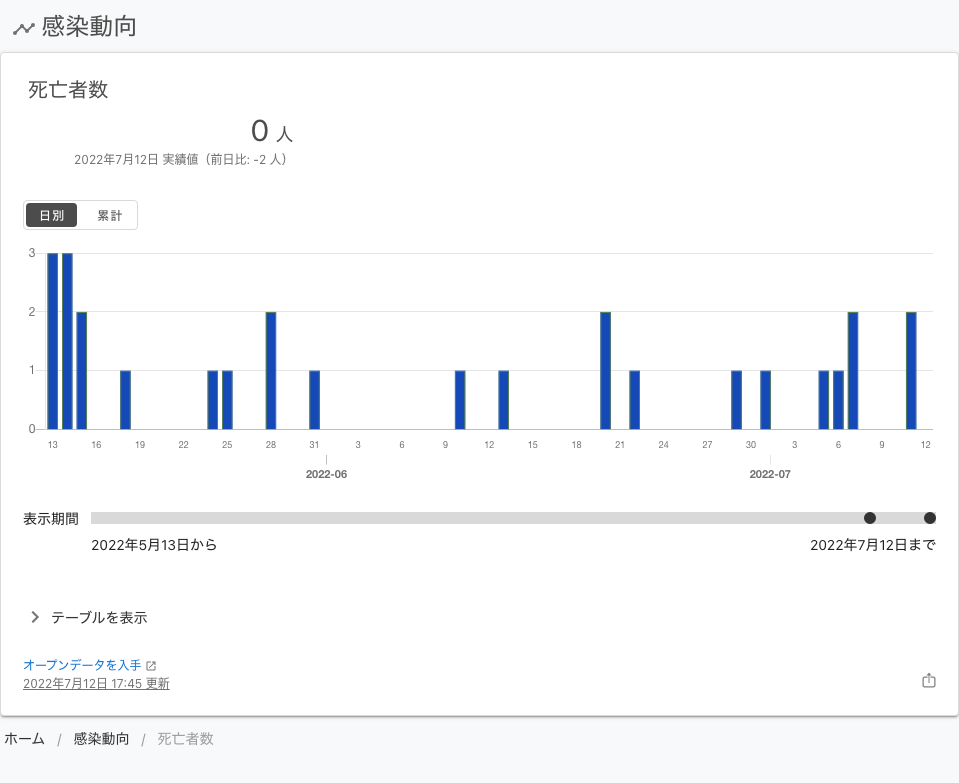 感染動向
死亡者数
0 人
2022年7月12日 実績値（前日比: -2 人）
日別 累計
3
2
1
0
13 16 19 22 25 28 31 3 6 9 12 15 18 21 24 27 30 3 6 9 12
2022-06 2022-07
表示期間
2022年5月13日から 2022年7月12日まで
テーブルを表示
オープンデータを入手
2022年7月12日 17:45 更新
ホーム / 感染動向 / 死亡者数